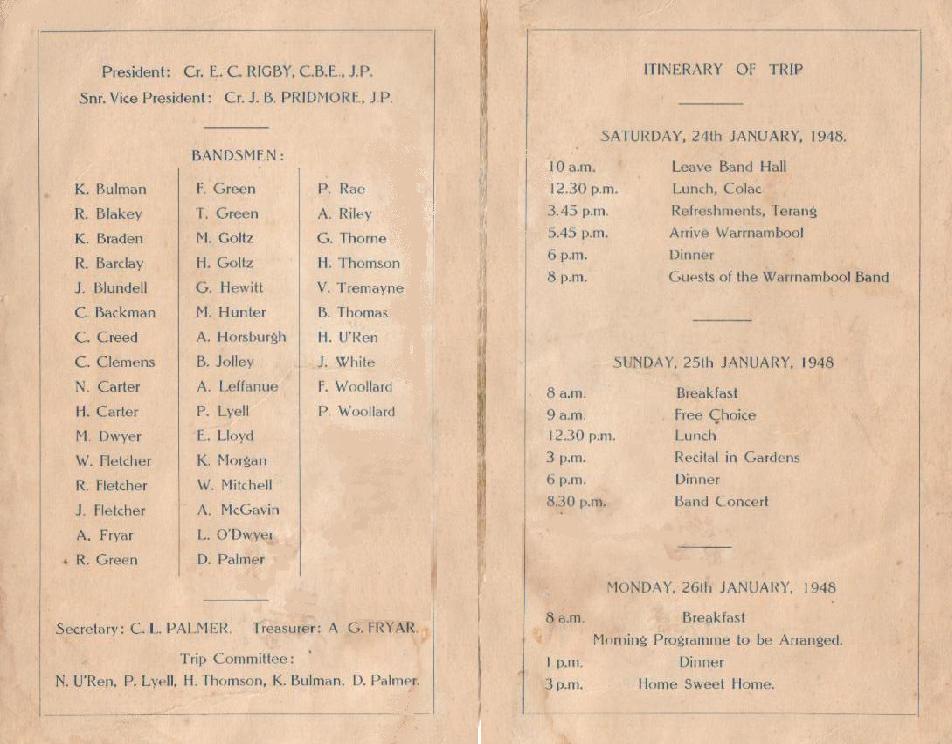 President: Cr. E. C. RIGBY, C.B.E., J.P.
Snr. Vice President: Cr. J. B. PRIDMORE, J.P.
BANDSMEN:
K. Bulman
R. Blakey
K. Braden
R. Barclay
J. Blundell
C. Backman
C. Creed
C. Clemens
N. Carter
H. Carter
M. Dwyer
W. Fletcher
R. Fletcher
J. Fletcher
A. Fryar
R. Green
F. Green
T. Green
M. Goltz
H. Goltz
G. Hewitt
M. Hunter
A. Horsburgh
B. Jolley
A. Leffanue
P. Lyell
E. Lloyd
K. Morgan
W. Mitchell
A. McGavin
L. O'Dwyer
D. Palmer
P. Rae
A. Riley
G. Thorne
H. Thomson
V. Tremayne
B. Thomas
H. U'Ren
J. White
F. Woollard
P. Woollard
Secretary: C. L. PALMER. Treasurer: A G. FRYAR.
Trip Committee:
N. U'Ren, P. Lyell, H. Thomson, K. Bulman. D. Palmer.
ITINERARY OF TRIP
SATURDAY, 24th JANUARY, 1948.
10 a.m. Leave Band Hall
12.30 p.m. Lunch, Colac
3.45 p.m. Refreshments, Terang
5.45 p.m. Arrive Warrnambool
6 p.m. Dinner
8 p.m. Guests of the Warrnambool Band
SUNDAY, 25th JANUARY, 1948
8 a.m. Breakfast
9 a.m. Free Choice
12.30 p.m. Lunch
3 p.m. Recital in Gardens
6 p.m. Dinner
8.30 p.m. Band Concert
MONDAY, 26th JANUARY, 1948
8 a.m. Breakfast
Morning Programme to be Arranged.
1 p.m. Dinner
3 p.m. Home Sweet Home.